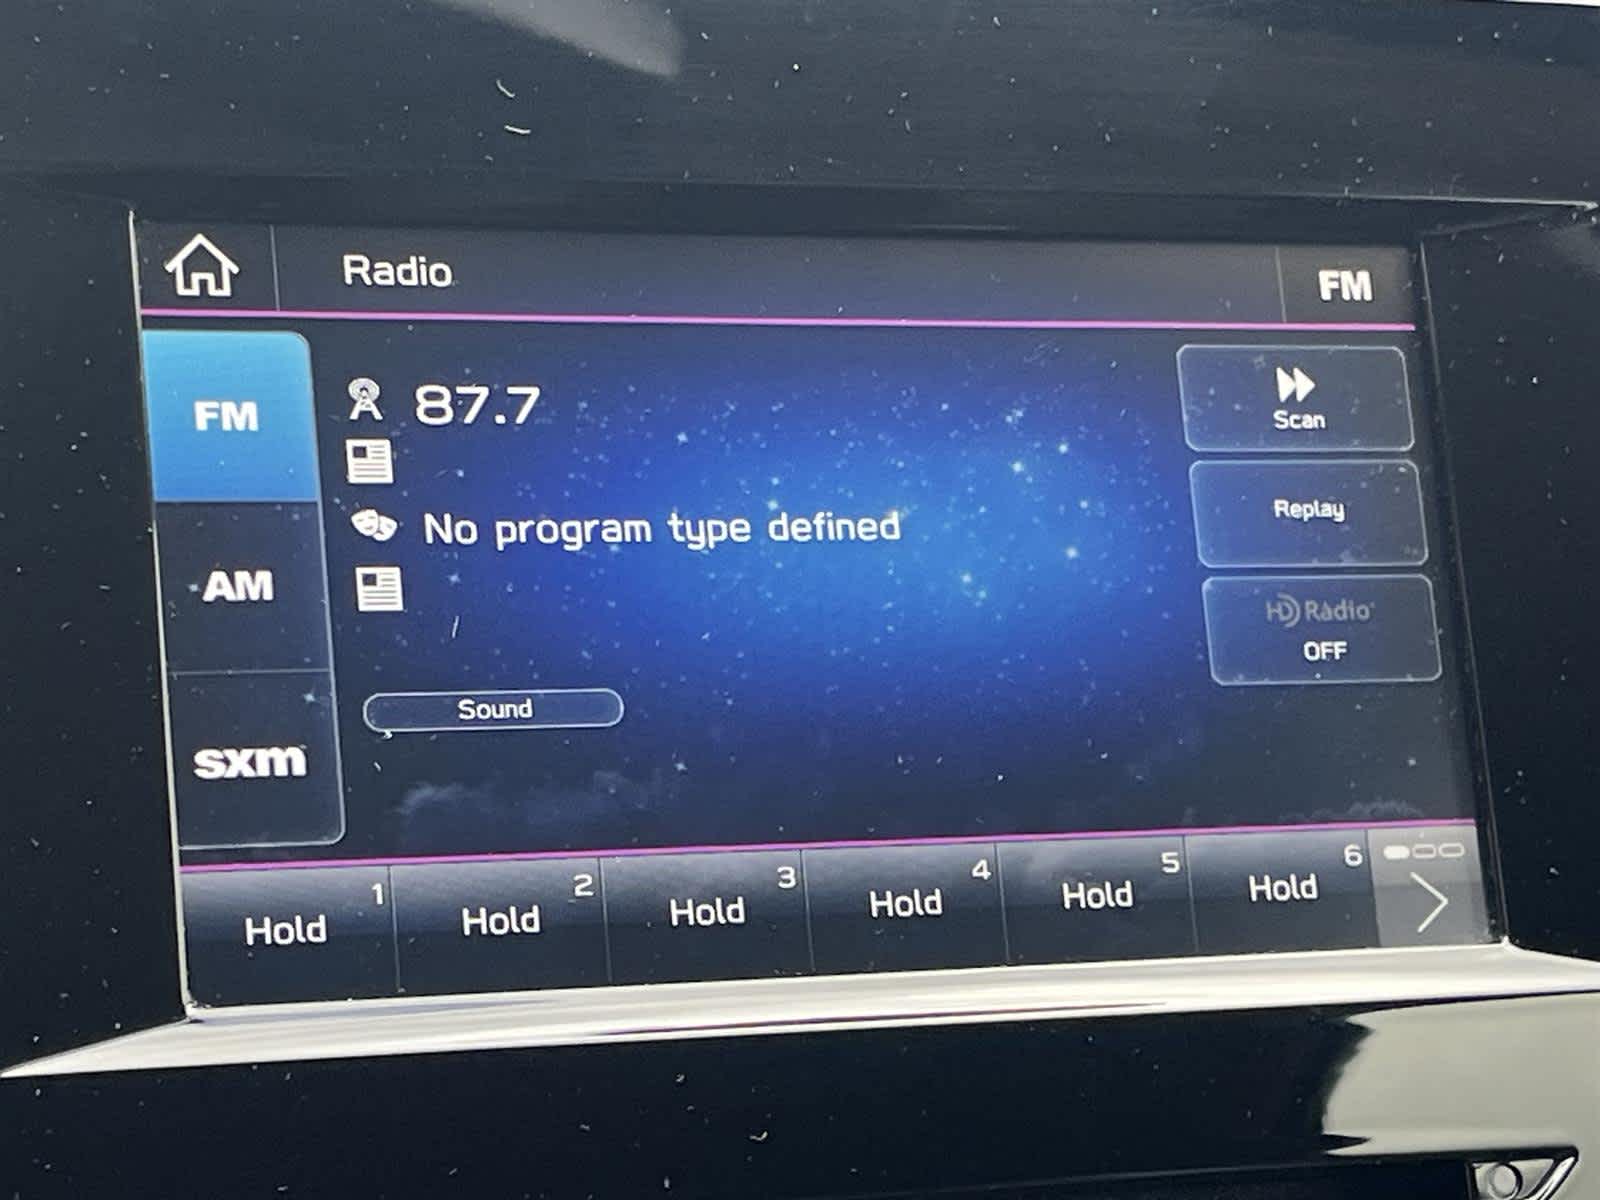 Radio
FM
FM
87.7
Scan
No program type defined
Replay
AM
HD Radio
OFF
Sound
sxm
1
Hold
2
Hold
3
Hold
4
Hold
5
Hold
6
Hold